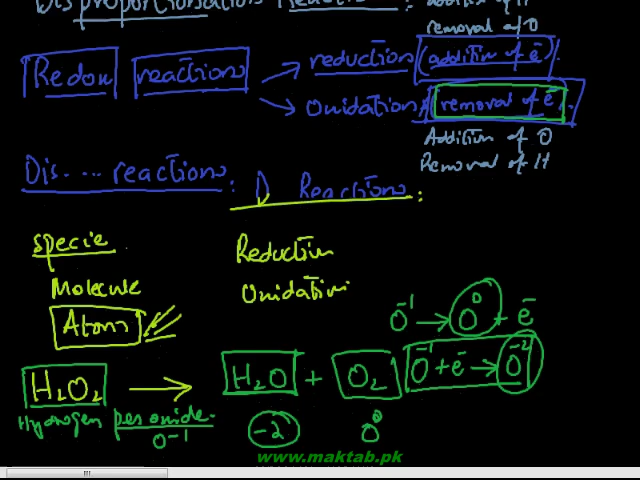 Disproportionation Reaction : addition of H
removal of O
Redox reactions → reduction (addition of e⁻)
→ Oxidation (removal of e⁻)
Addition of O
Removal of H
Dis.... reactions : D Reactions :
specie Reduction
Molecule Oxidation
Atoms O⁻¹ → O⁰ + e⁻
H₂O₂ → H₂O + O₂ O⁻¹ + e⁻ → O⁻²
Hydrogen peroxide -2 O⁰
O⁻¹
www.maktab.pk